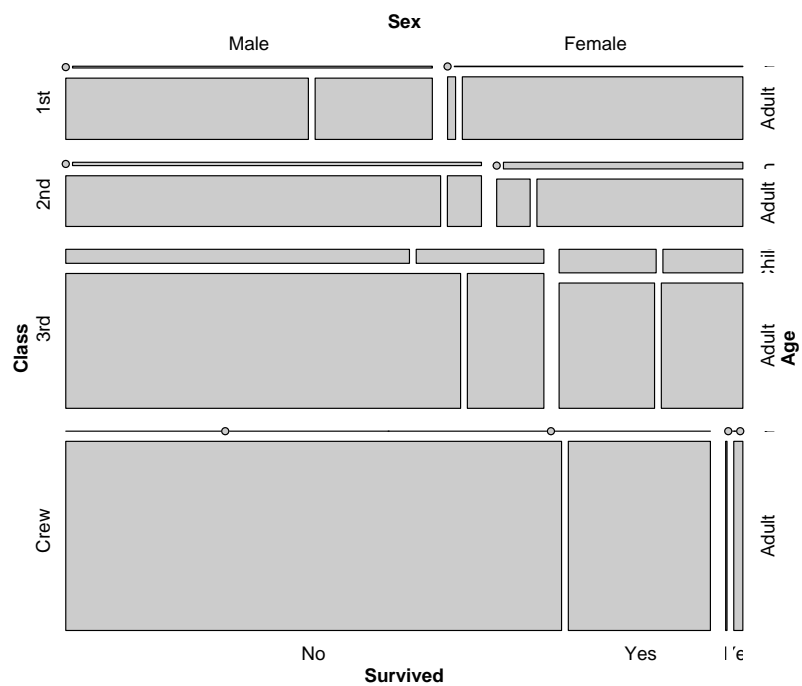 Sex
Male Female
1st
Adult
2nd
Adult
3rd
Adult
Crew
Adult
Class
Age
No Yes
Survived